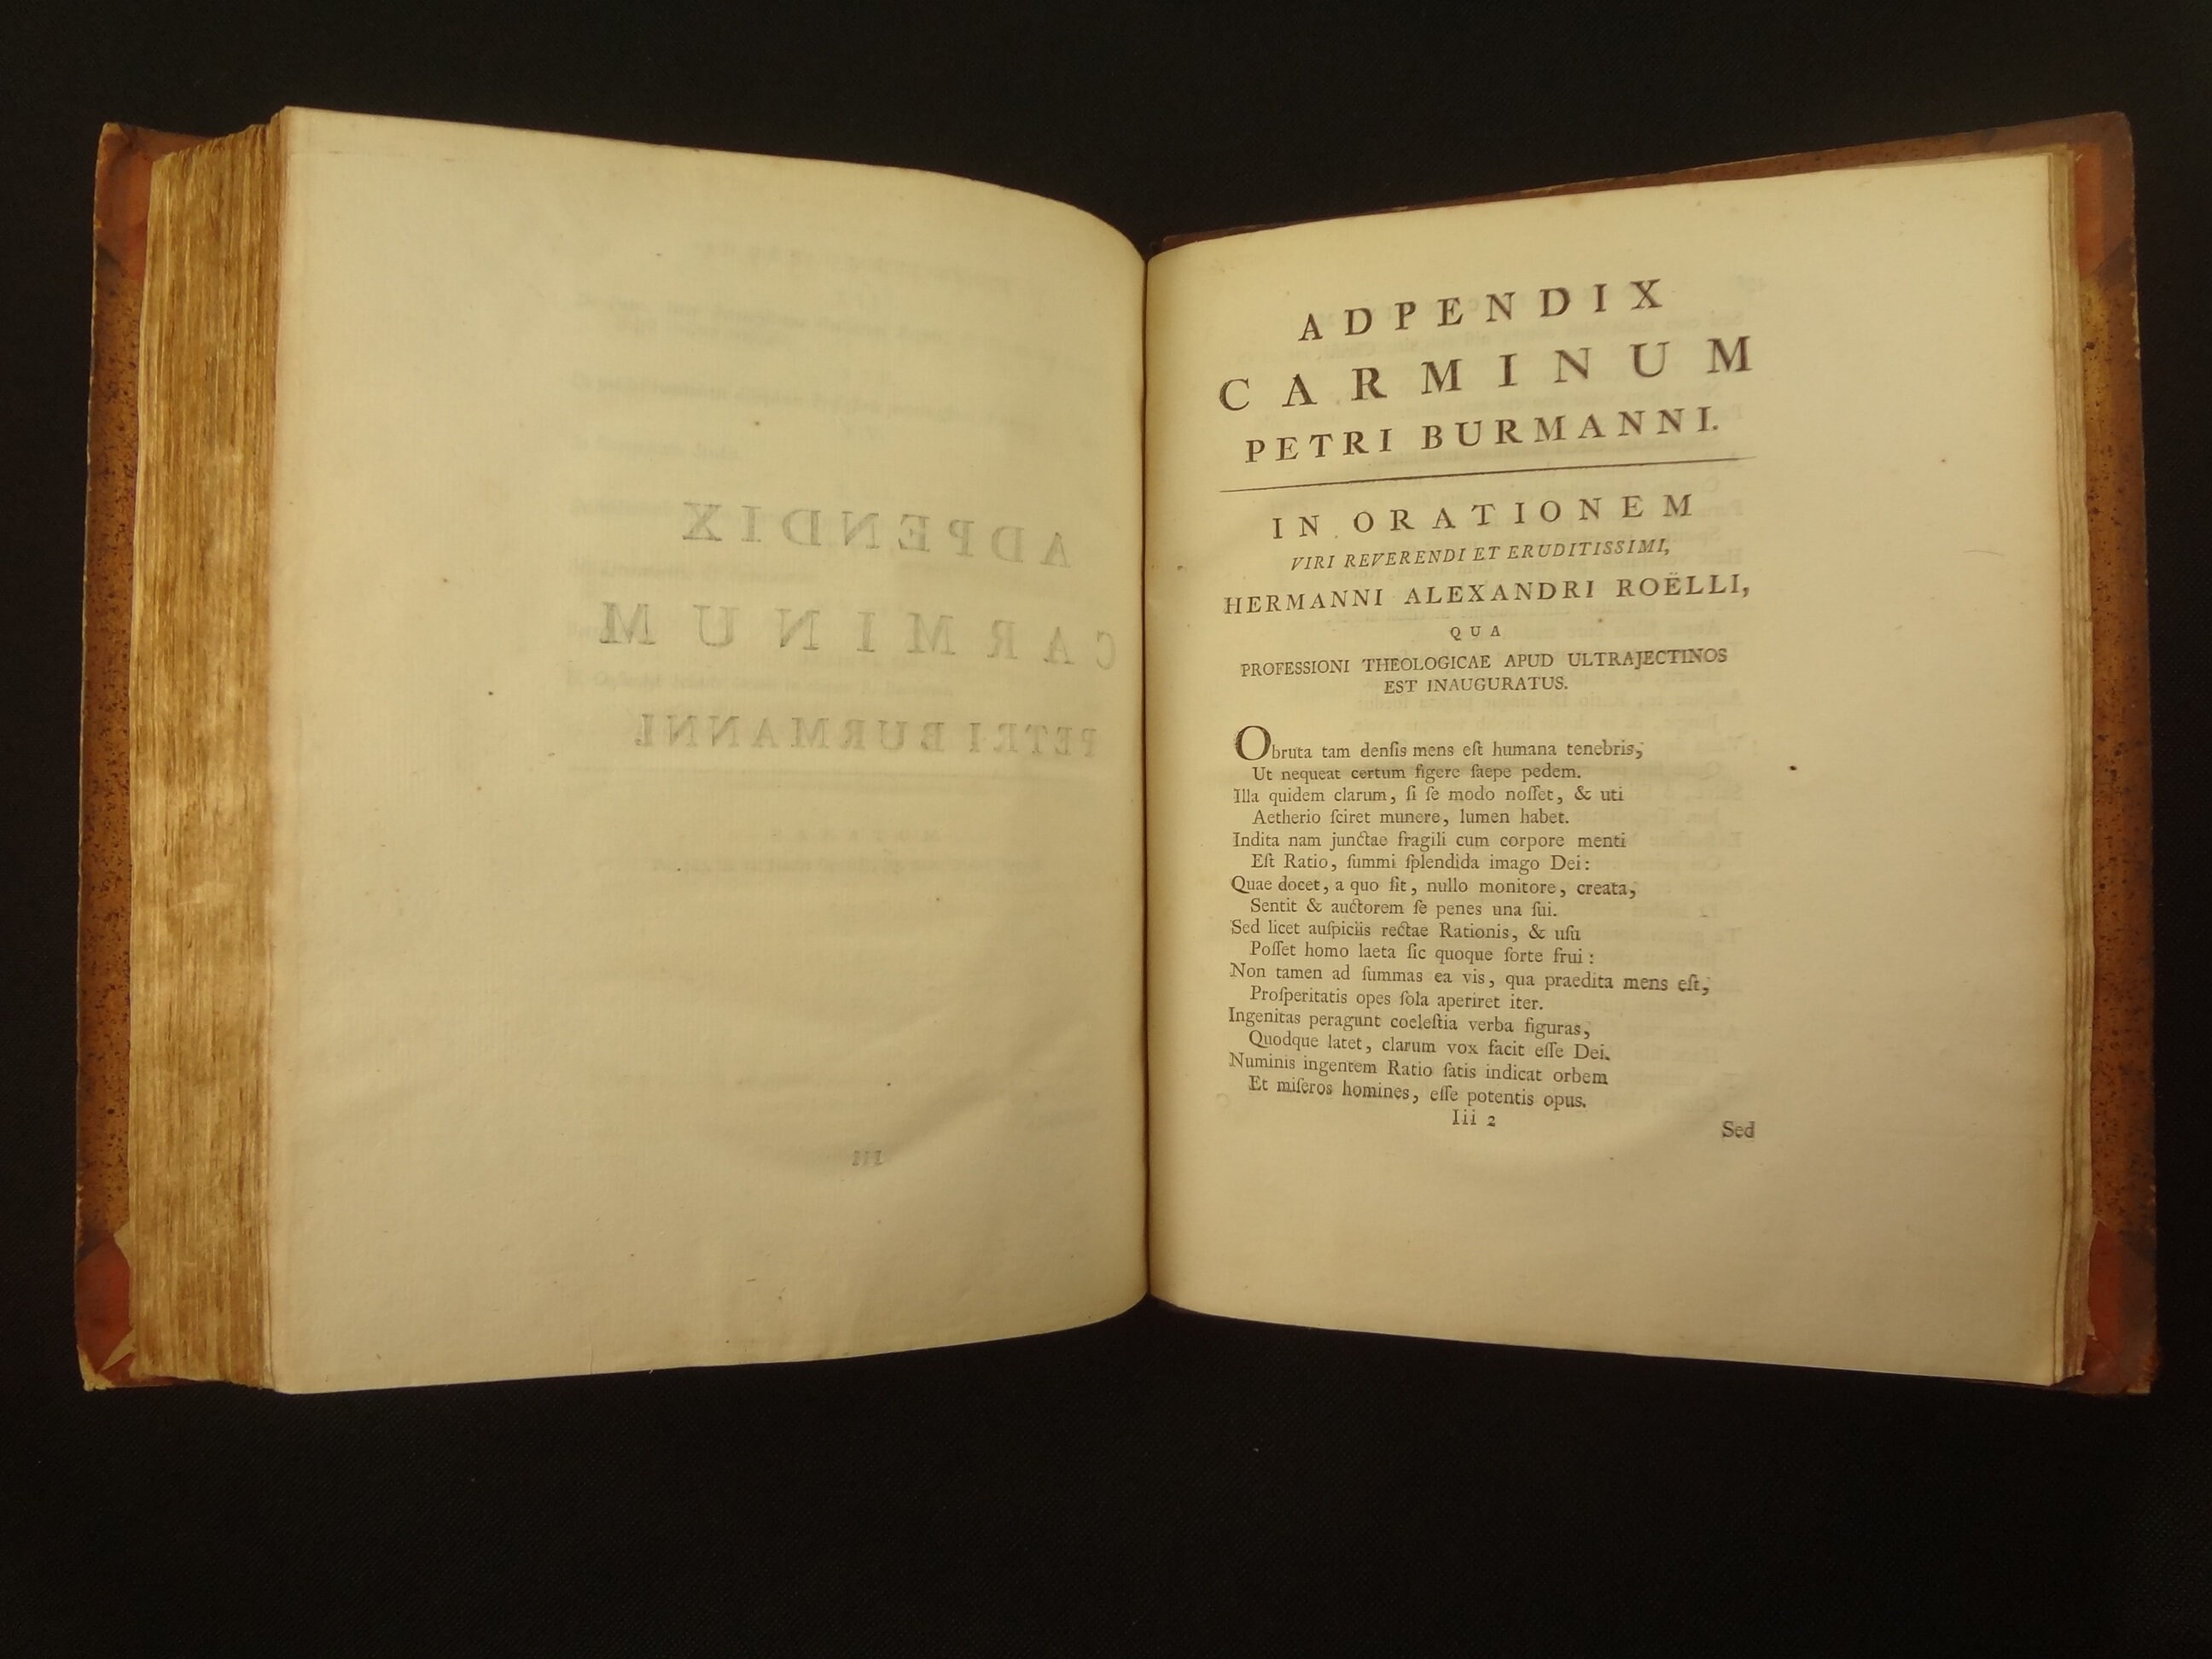 ADPENDIX
CARMINUM
PETRI BURMANNI.
III
ADPENDIX
CARMINUM
PETRI BURMANNI.
IN ORATIONEM
VIRI REVERENDI ET ERUDITISSIMI,
HERMANNI ALEXANDRI ROËLLI,
QUA
PROFESSIONI THEOLOGICAE APUD ULTRAJECTINOS
EST INAUGURATUS.
Obruta tam denſis mens eſt humana tenebris,
Ut nequeat certum figere ſaepe pedem.
Illa quidem clarum, ſi ſe modo noſſet, & uti
Aetherio ſciret munere, lumen habet.
Indita nam junctae fragili cum corpore menti
Eſt Ratio, ſummi ſplendida imago Dei:
Quae docet, a quo ſit, nullo monitore, creata,
Sentit & auctorem ſe penes una ſui.
Sed licet auſpiciis rectae Rationis, & uſu
Poſſet homo laeta ſic quoque ſorte frui:
Non tamen ad ſummas ea vis, qua praedita mens eſt,
Proſperitatis opes ſola aperiret iter.
Ingenitas peragunt coeleſtia verba figuras,
Quodque latet, clarum vox facit eſſe Dei.
Numinis ingentem Ratio ſatis indicat orbem
Et miſeros homines, eſſe potentis opus.
Iii 2
Sed